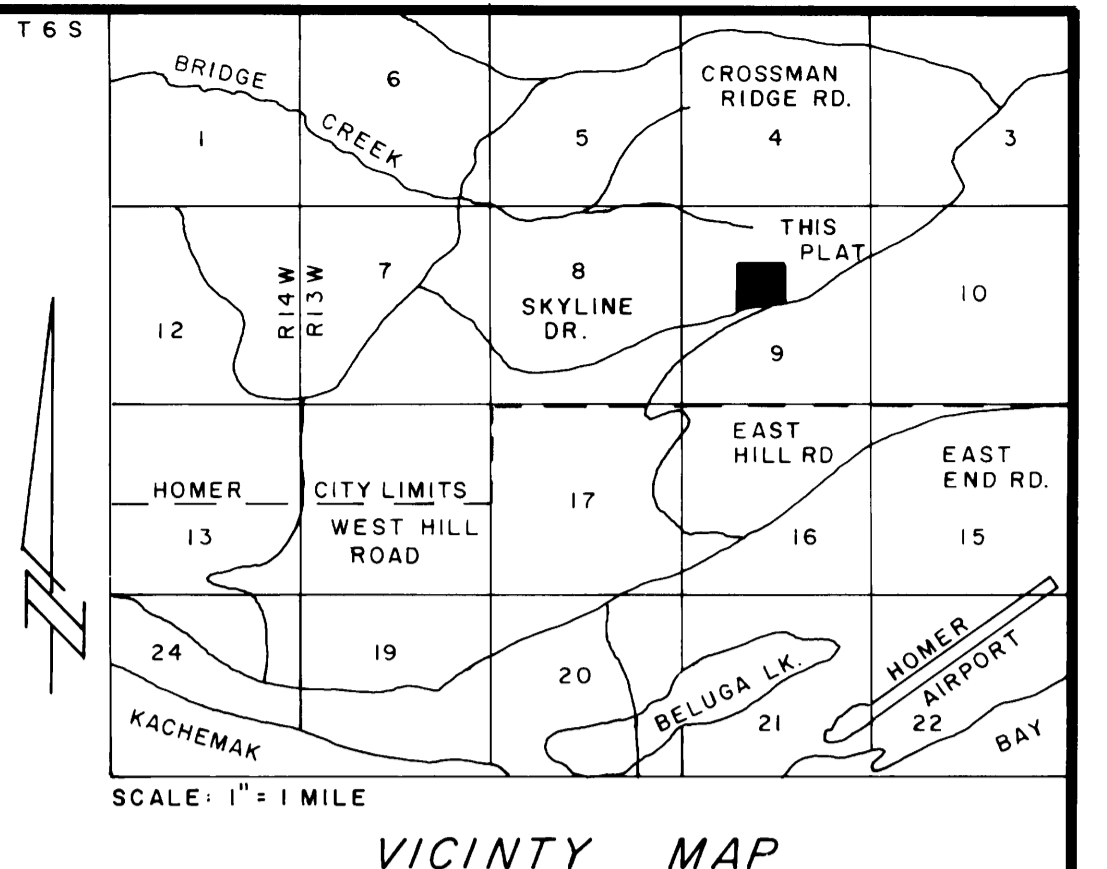 T 6 S
BRIDGE
CREEK
6
CROSSMAN
RIDGE RD.
1
5
4
3
THIS
PLAT
7
8
10
R14W
R13W
SKYLINE
DR.
12
9
EAST
HILL RD
EAST
END RD.
HOMER
CITY LIMITS
17
13
WEST HILL
ROAD
16
15
24
19
20
HOMER
AIRPORT
BELUGA LK.
21
22
KACHEMAK
BAY
N
SCALE: 1" = 1 MILE
VICINTY MAP